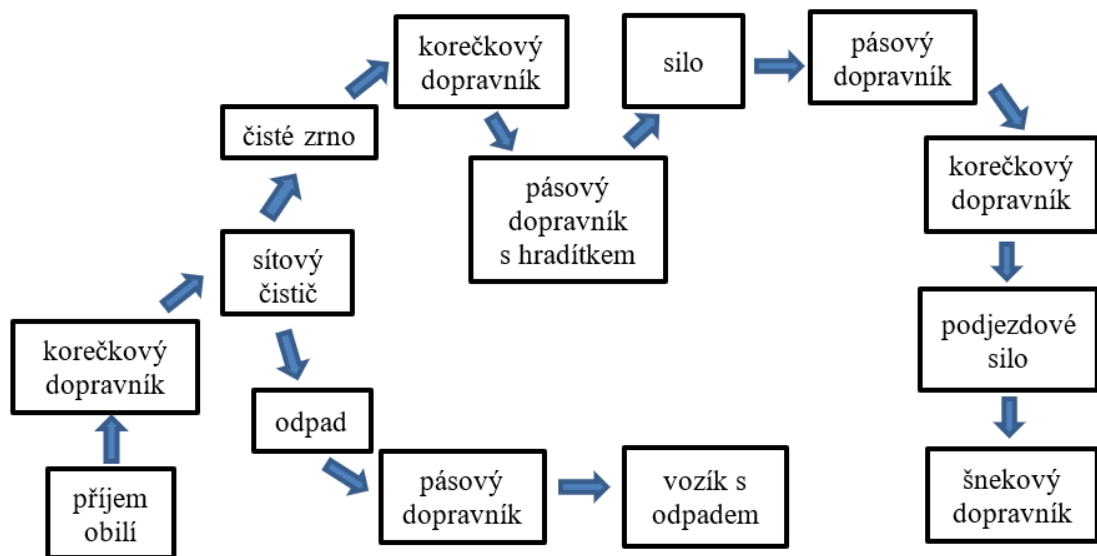 příjem
obilí
korečkový
dopravník
sítový
čistič
čisté zrno
korečkový
dopravník
pásový
dopravník
s hradítkem
silo
pásový
dopravník
korečkový
dopravník
podjezdové
silo
šnekový
dopravník
odpad
pásový
dopravník
vozík s
odpadem